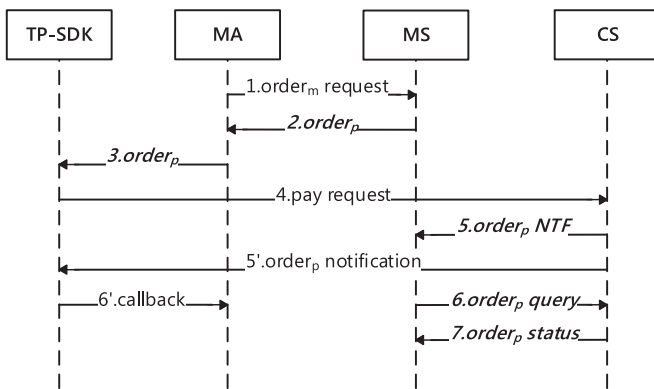 TP-SDK MA MS CS
1.orderₘ request
2.orderₚ
3.orderₚ
4.pay request
5.orderₚ NTF
5'.orderₚ notification
6'.callback 6.orderₚ query
7.orderₚ status